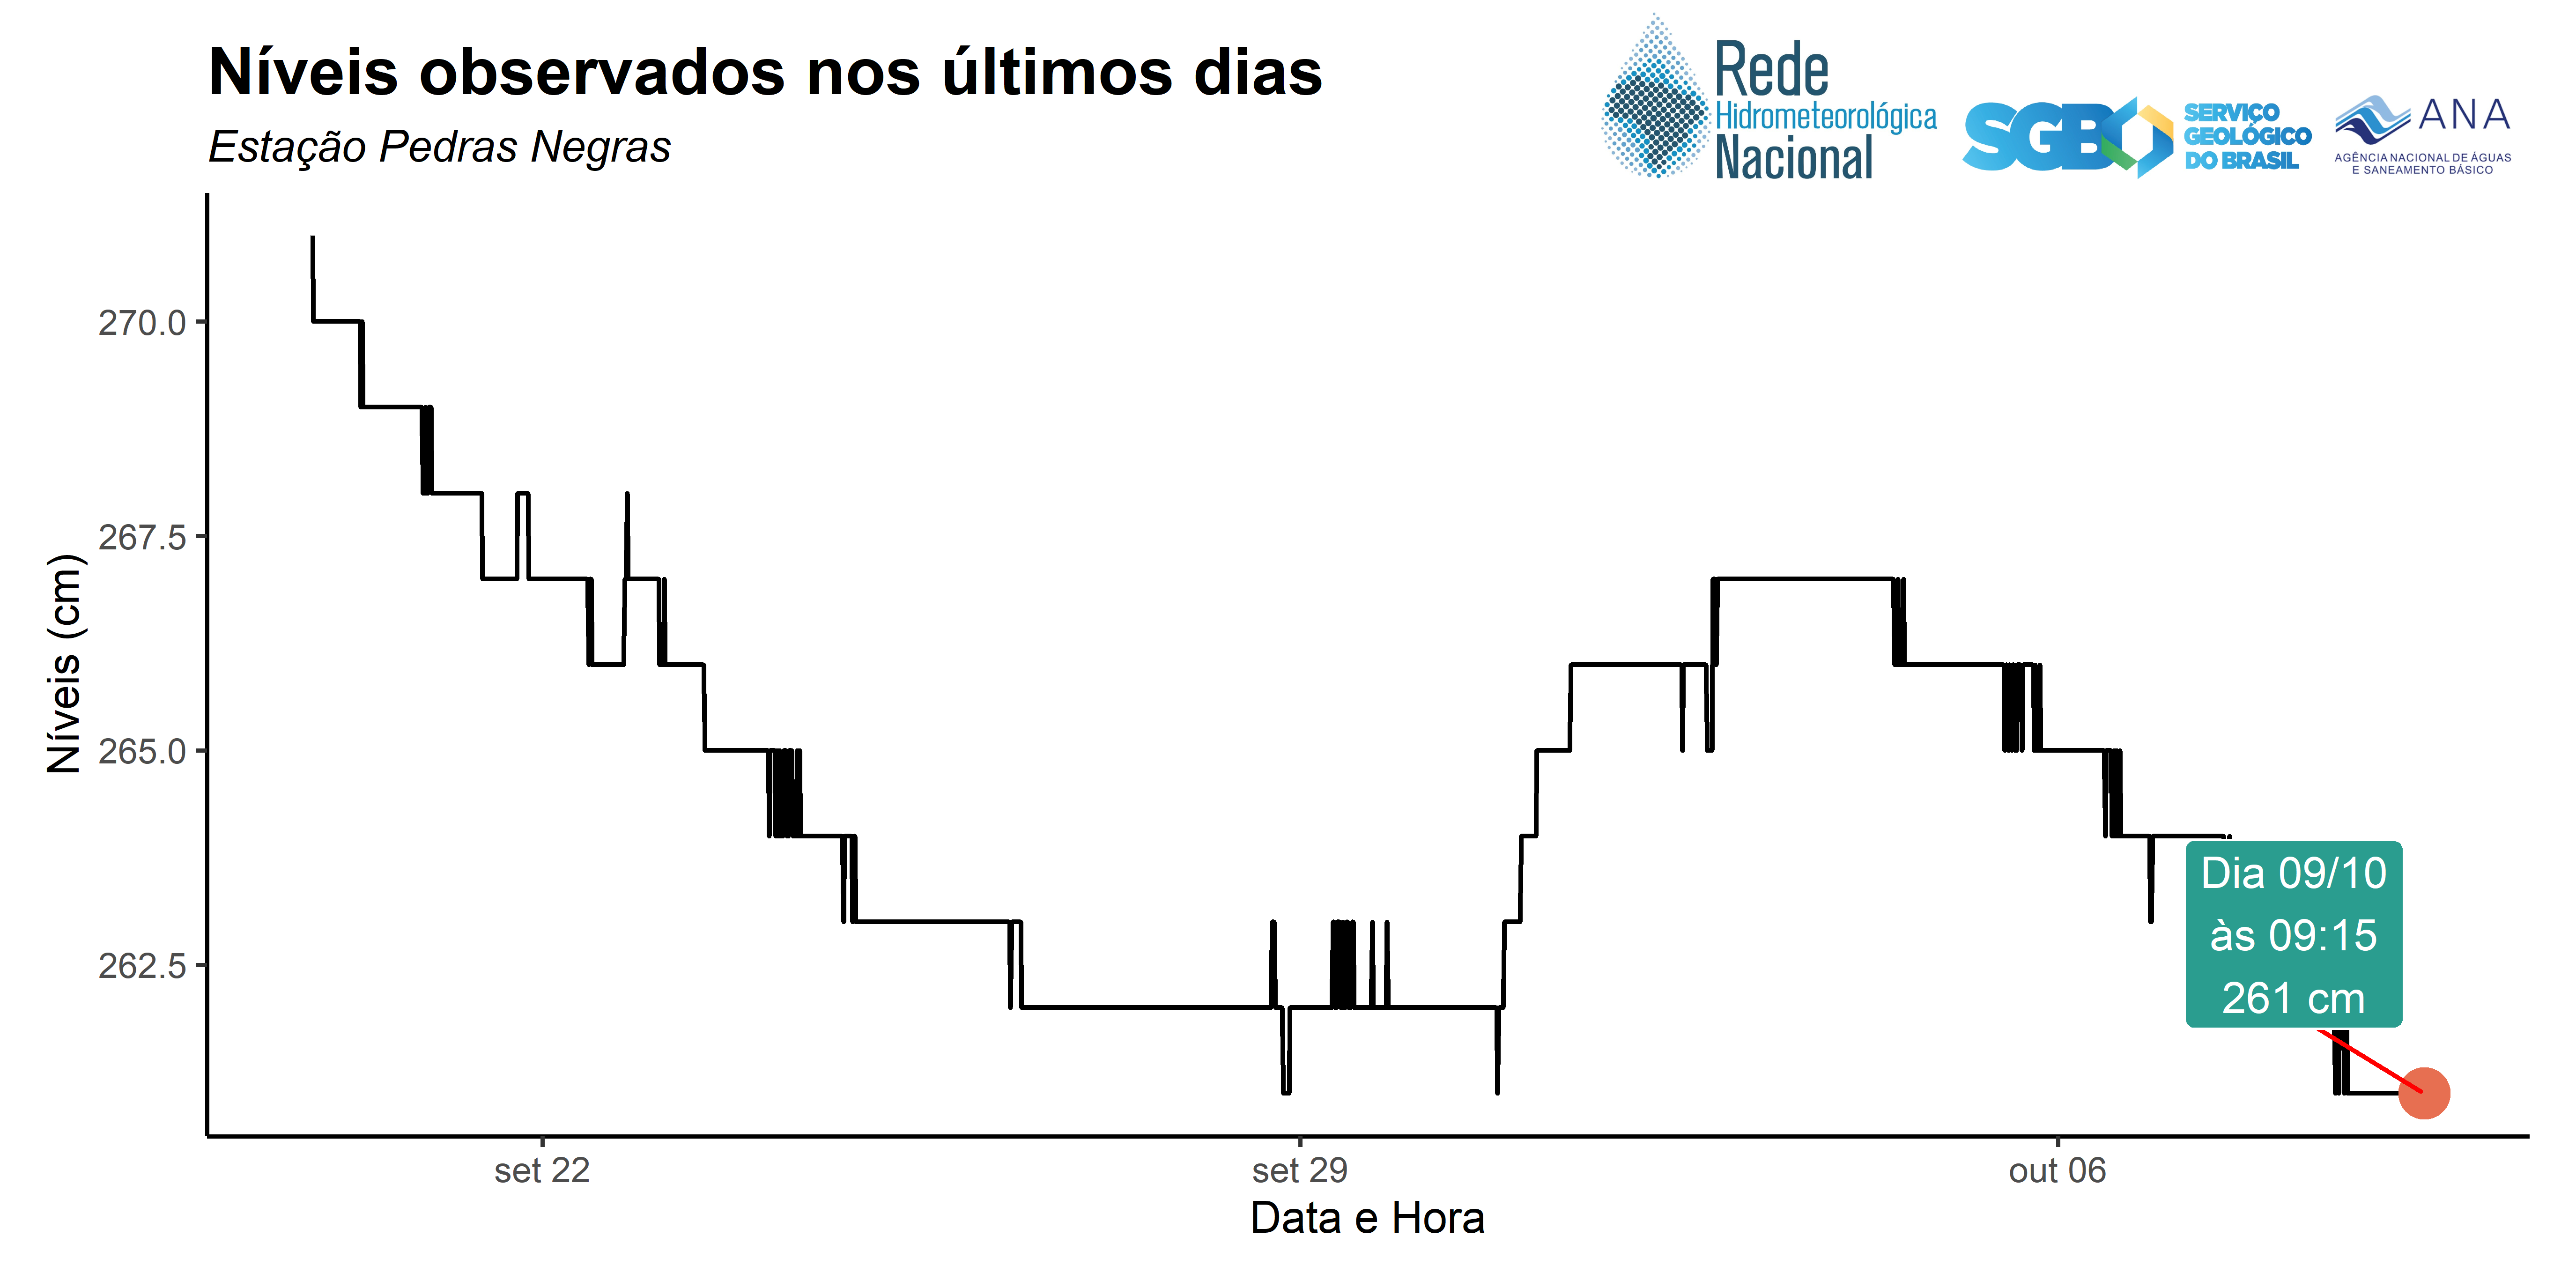 Níveis observados nos últimos dias
Estação Pedras Negras
Rede
Hidrometeorológica
Nacional
SGB
SERVIÇO
GEOLÓGICO
DO BRASIL
ANA
AGÊNCIA NACIONAL DE ÁGUAS
E SANEAMENTO BÁSICO
Níveis (cm)
270.0
267.5
265.0
262.5
Dia 09/10
às 09:15
261 cm
set 22
set 29
out 06
Data e Hora